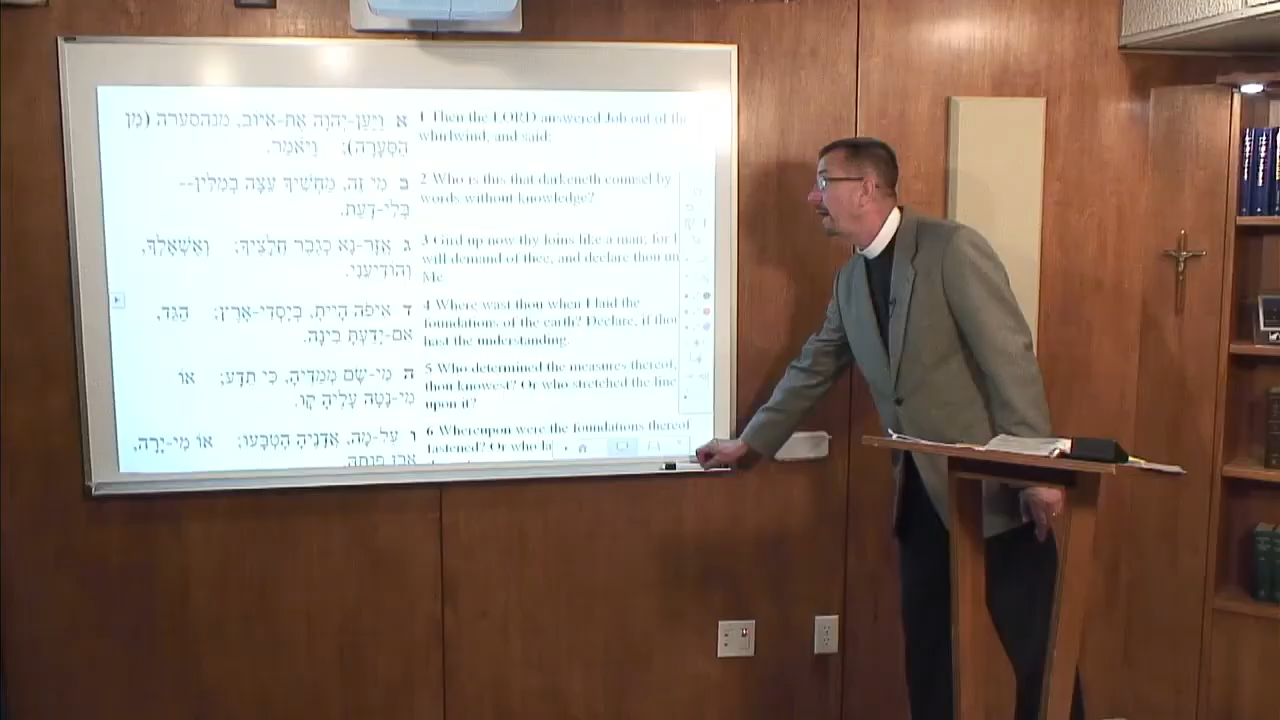 א וַיַּעַן-יְהוָה אֶת-אִיּוֹב, מנהסערה (מִן
הַסְּעָרָה); וַיֹּאמַר.
1 Then the LORD answered Job out of the
whirlwind, and said:
ב מִי זֶה, מַחְשִׁיךְ עֵצָה בְמִלִּין--
בְּלִי-דָעַת.
2 Who is this that darkeneth counsel by
words without knowledge?
ג אֱזָר-נָא כְגֶבֶר חֲלָצֶיךָ; וְאֶשְׁאָלְךָ,
וְהוֹדִיעֵנִי.
3 Gird up now thy loins like a man; for I
will demand of thee, and declare thou un
Me.
ד אֵיפֹה הָיִיתָ, בְּיָסְדִי-אָרֶץ; הַגֵּד,
אִם-יָדַעְתָּ בִינָה.
4 Where wast thou when I laid the
foundations of the earth? Declare, if thou
hast the understanding.
ה מִי-שָׂם מְמַדֶּיהָ, כִּי תֵדָע; אוֹ
מִי-נָטָה עָלֶיהָ קָּו.
5 Who determined the measures thereof,
thou knowest? Or who stretched the line
upon it?
ו עַל-מָה, אֲדָנֶיהָ הָטְבָּעוּ; אוֹ מִי-יָרָה,
אֶבֶן פִּנָּתָהּ
6 Whereupon were the foundations thereof
fastened? Or who la